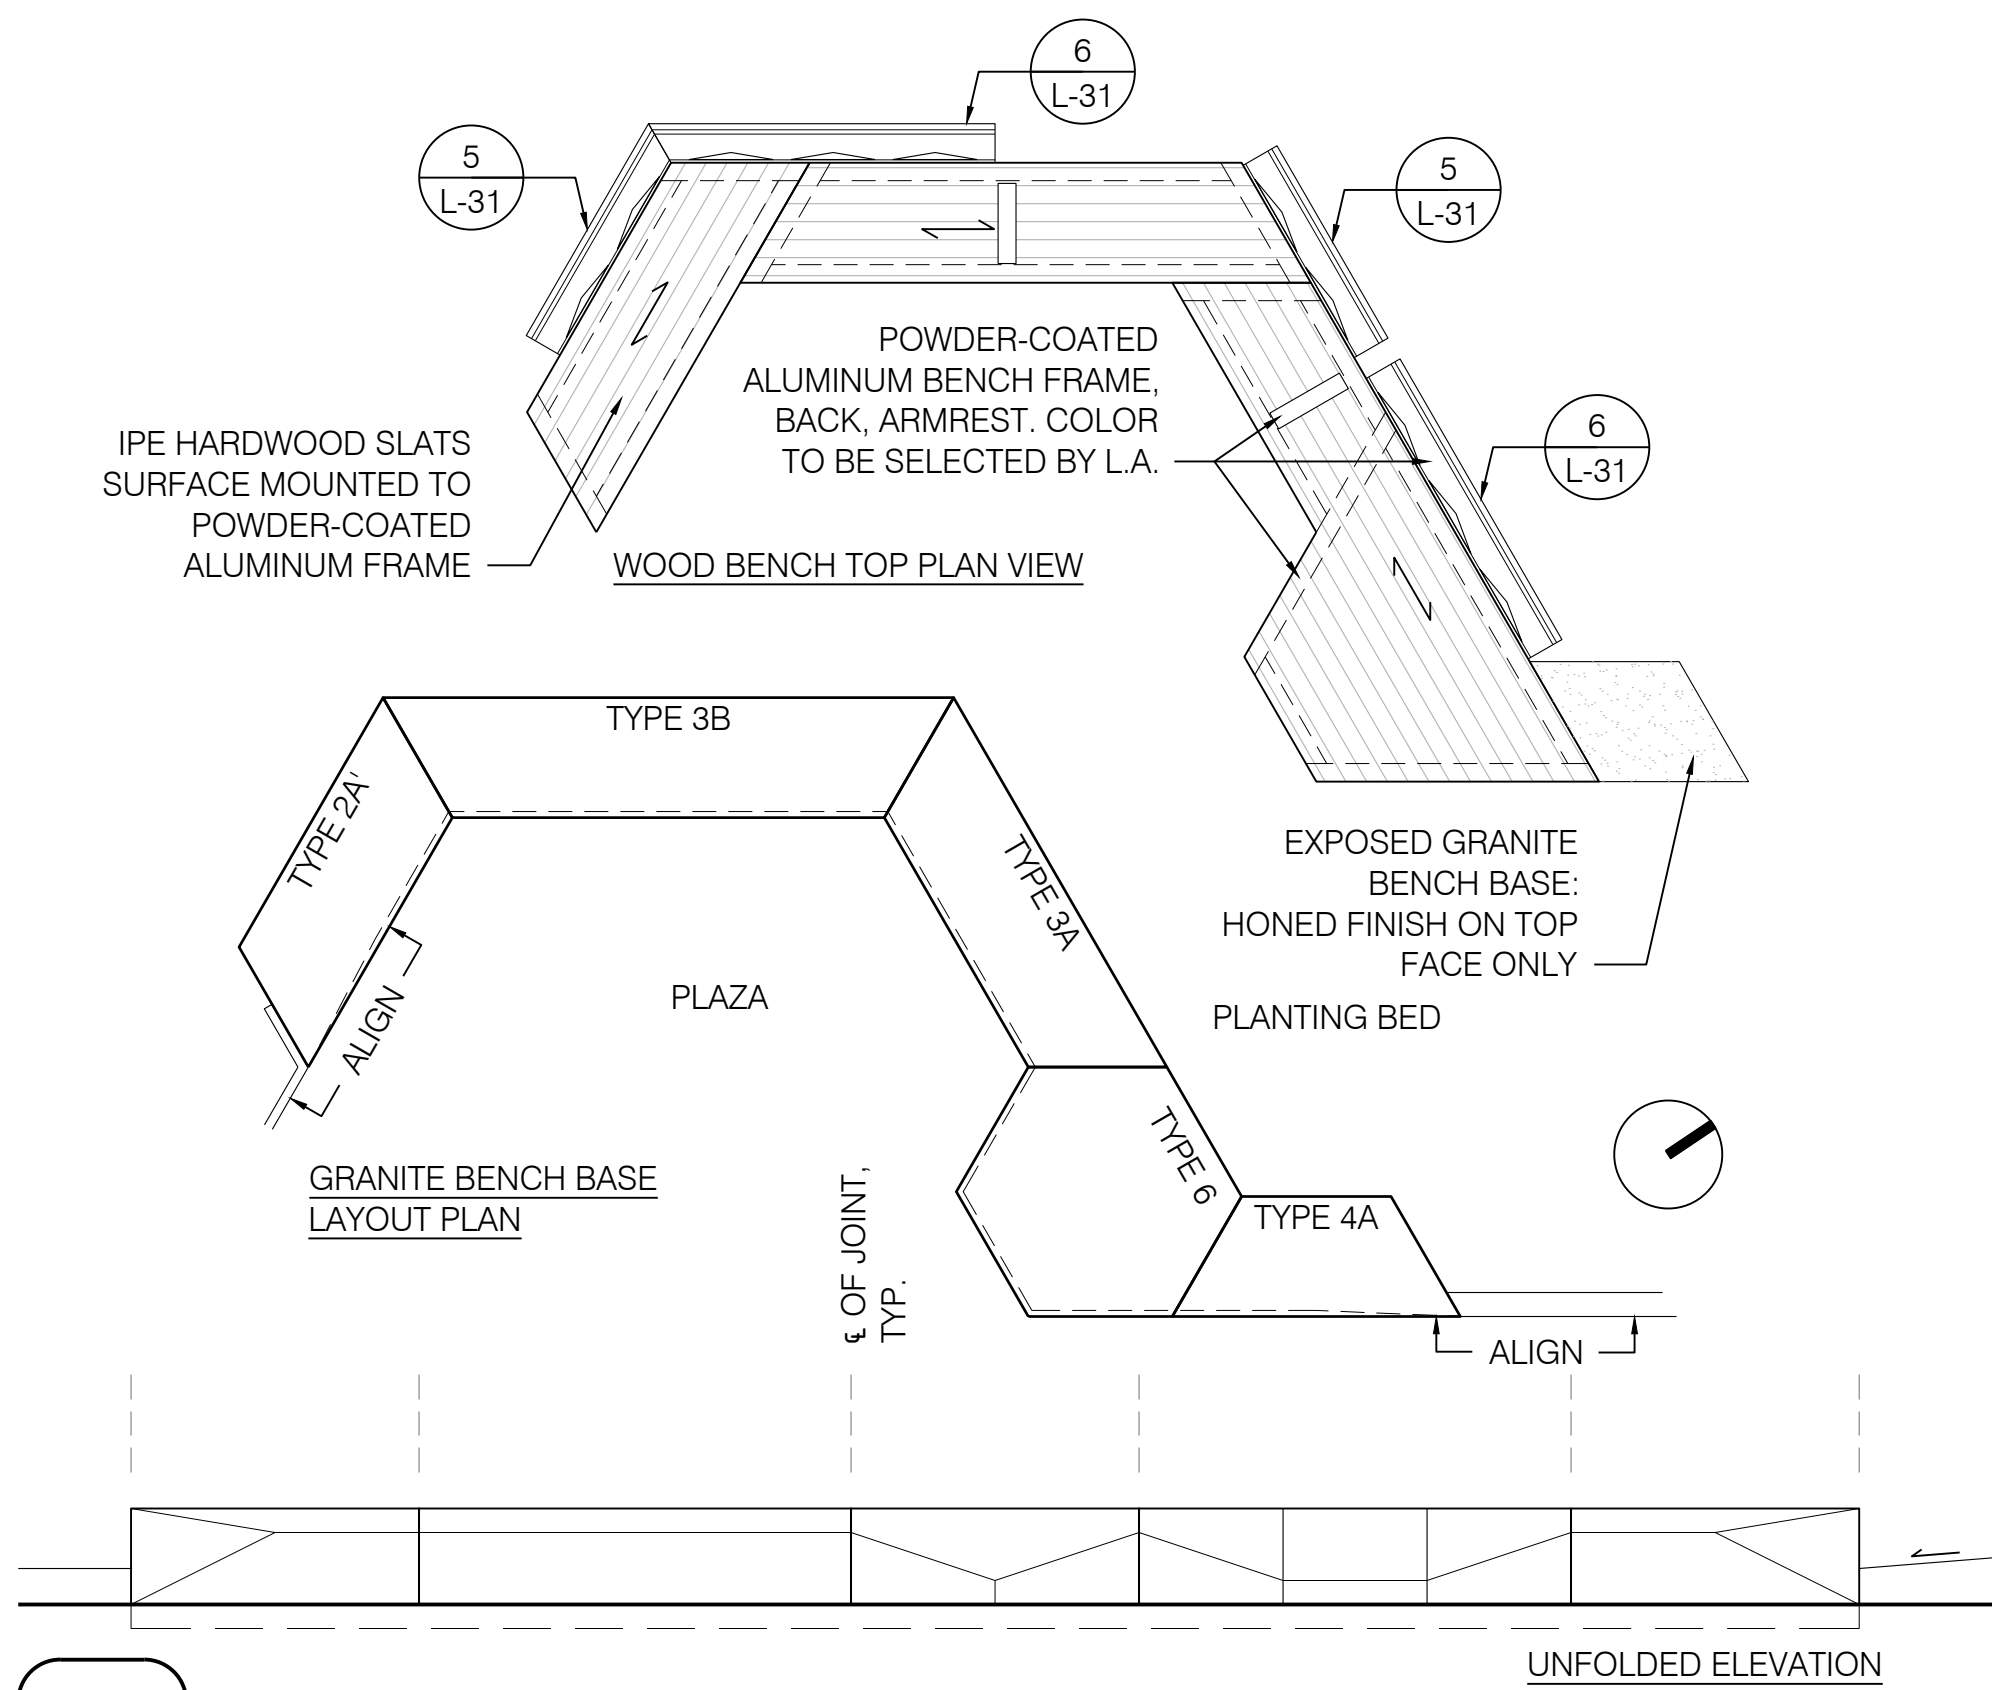 6
L-31
5
L-31
5
L-31
POWDER-COATED
ALUMINUM BENCH FRAME,
BACK, ARMREST. COLOR
TO BE SELECTED BY L.A.
6
L-31
IPE HARDWOOD SLATS
SURFACE MOUNTED TO
POWDER-COATED
ALUMINUM FRAME
WOOD BENCH TOP PLAN VIEW
TYPE 3B
TYPE 2A'
TYPE 3A
EXPOSED GRANITE
BENCH BASE:
HONED FINISH ON TOP
FACE ONLY
ALIGN
PLAZA
PLANTING BED
TYPE 6
GRANITE BENCH BASE
LAYOUT PLAN
TYPE 4A
℄ OF JOINT,
TYP.
ALIGN
UNFOLDED ELEVATION